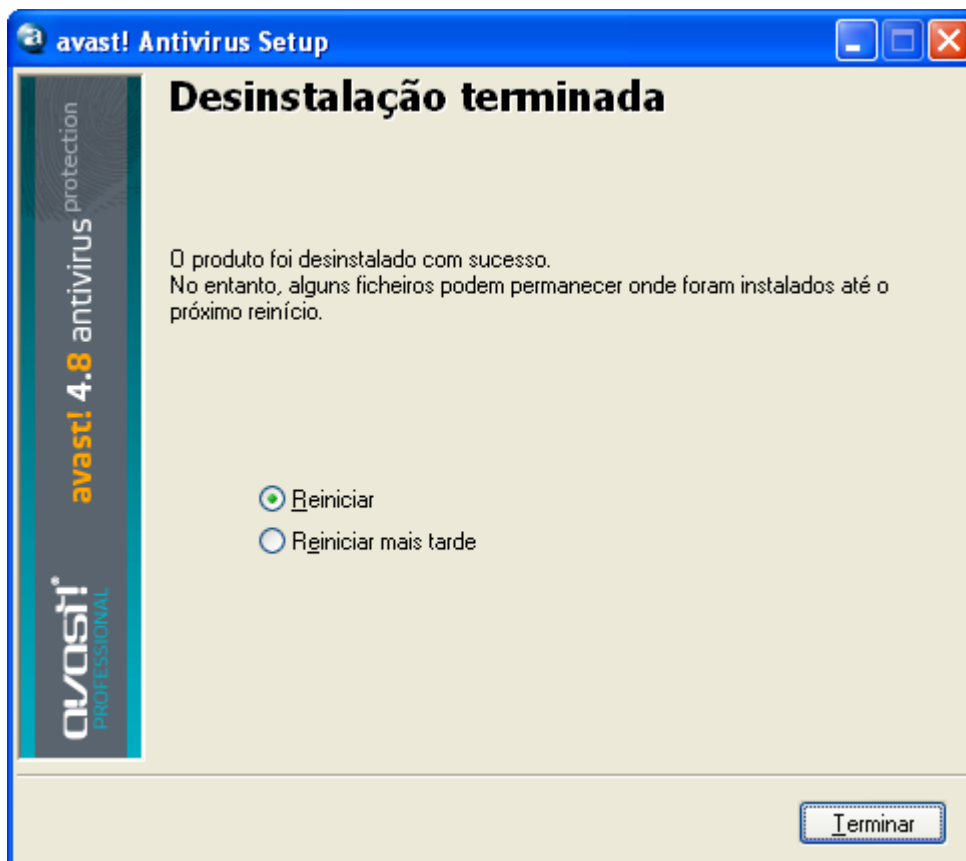 avast! Antivirus Setup
avast! 4.8 antivirus protection
avast!
PROFESSIONAL
Desinstalação terminada
O produto foi desinstalado com sucesso.
No entanto, alguns ficheiros podem permanecer onde foram instalados até o
próximo reinício.
Reiniciar
Reiniciar mais tarde
Terminar